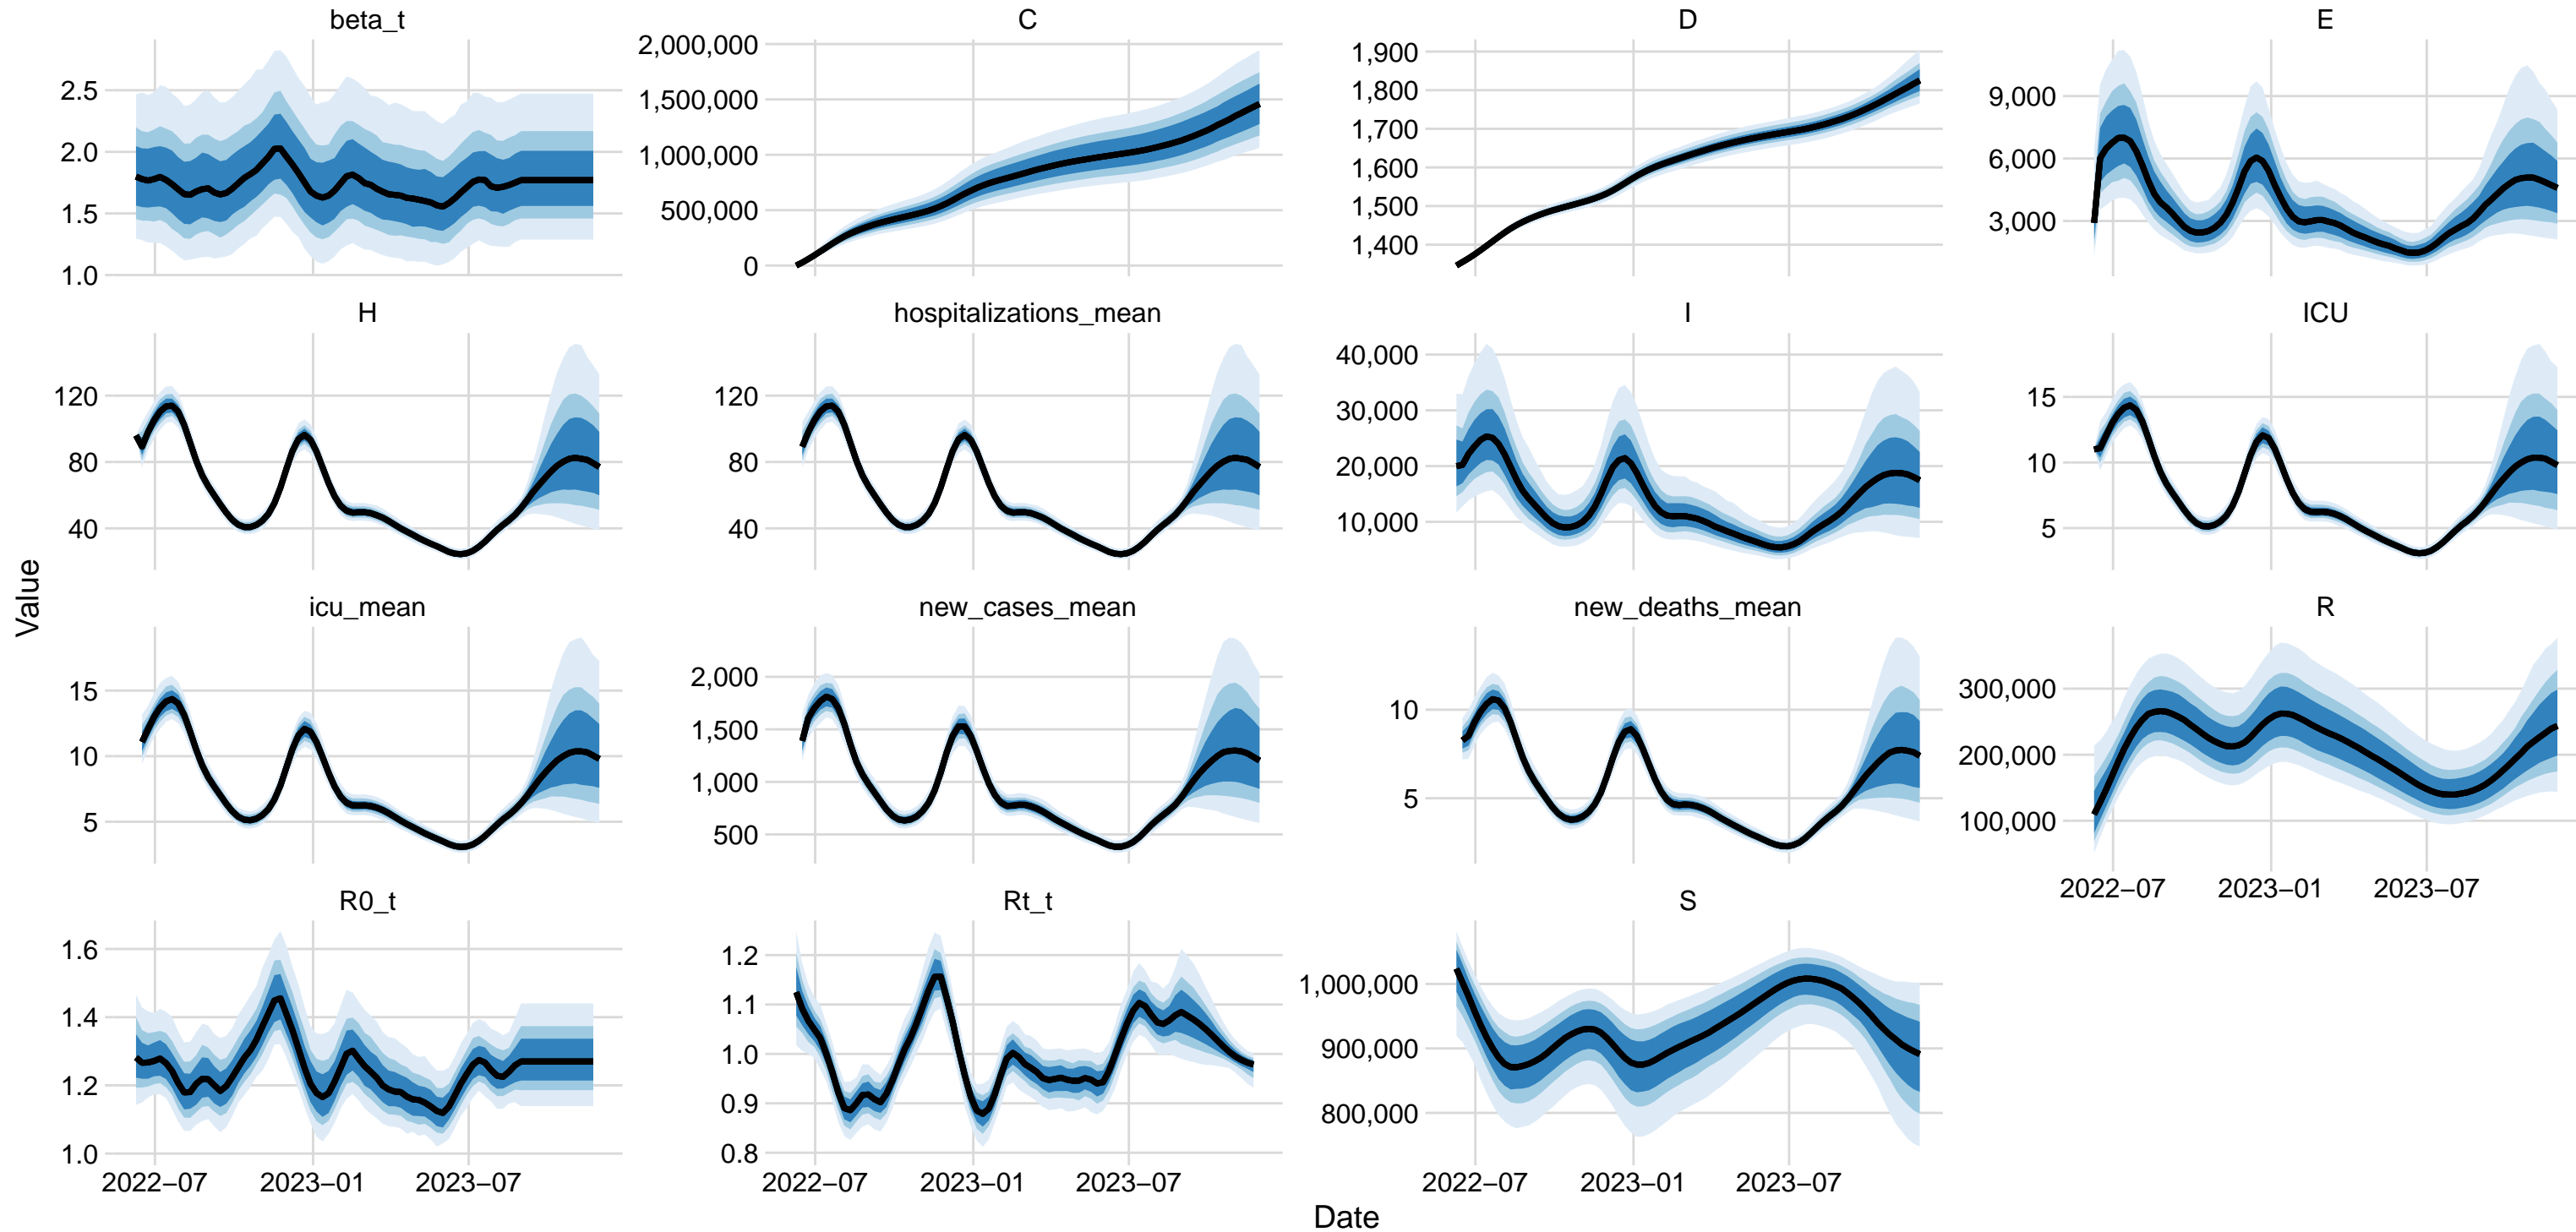 beta_t
C
D
E
2.5
2.0
1.5
1.0
2,000,000
1,500,000
1,000,000
500,000
0
1,900
1,800
1,700
1,600
1,500
1,400
9,000
6,000
3,000
H
hospitalizations_mean
I
ICU
120
80
40
120
80
40
40,000
30,000
20,000
10,000
15
10
5
Value
icu_mean
new_cases_mean
new_deaths_mean
R
15
10
5
2,000
1,500
1,000
500
10
5
300,000
200,000
100,000
2022−07 2023−01 2023−07
R0_t
Rt_t
S
1.6
1.4
1.2
1.0
1.2
1.1
1.0
0.9
0.8
1,000,000
900,000
800,000
2022−07 2023−01 2023−07
2022−07 2023−01 2023−07
2022−07 2023−01 2023−07
Date